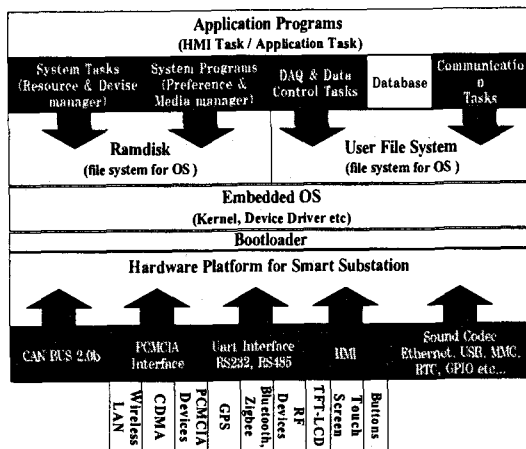 Application Programs
(HMI Task / Application Task)
System Tasks
(Resource & Devise
manager)
System Programs
(Preference &
Media manager)
DAQ & Data
Control Tasks
Database
Communicatio
n
Tasks
Ramdisk
(file system for OS)
User File System
(file system for OS )
Embedded OS
(Kernel, Device Driver etc)
Bootloader
Hardware Platform for Smart Substation
CAN BUS 2.0b
PCMCIA
Interface
Uart Interface
RS232, RS485
HMI
Sound Codec
Ethernet, USB, MMC,
RTC, GPIO etc...
Wireless
LAN
CDMA
PCMCIA
Devices
GPS
Bluetooth,
Zigbee
RF
Devices
TFT-LCD
Touch
Screen
Buttons